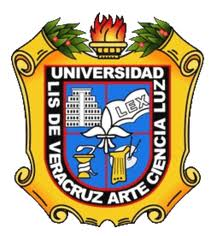 UNIVERSIDAD
LIS DE VERACRUZ ARTE CIENCIA LUZ
LEX